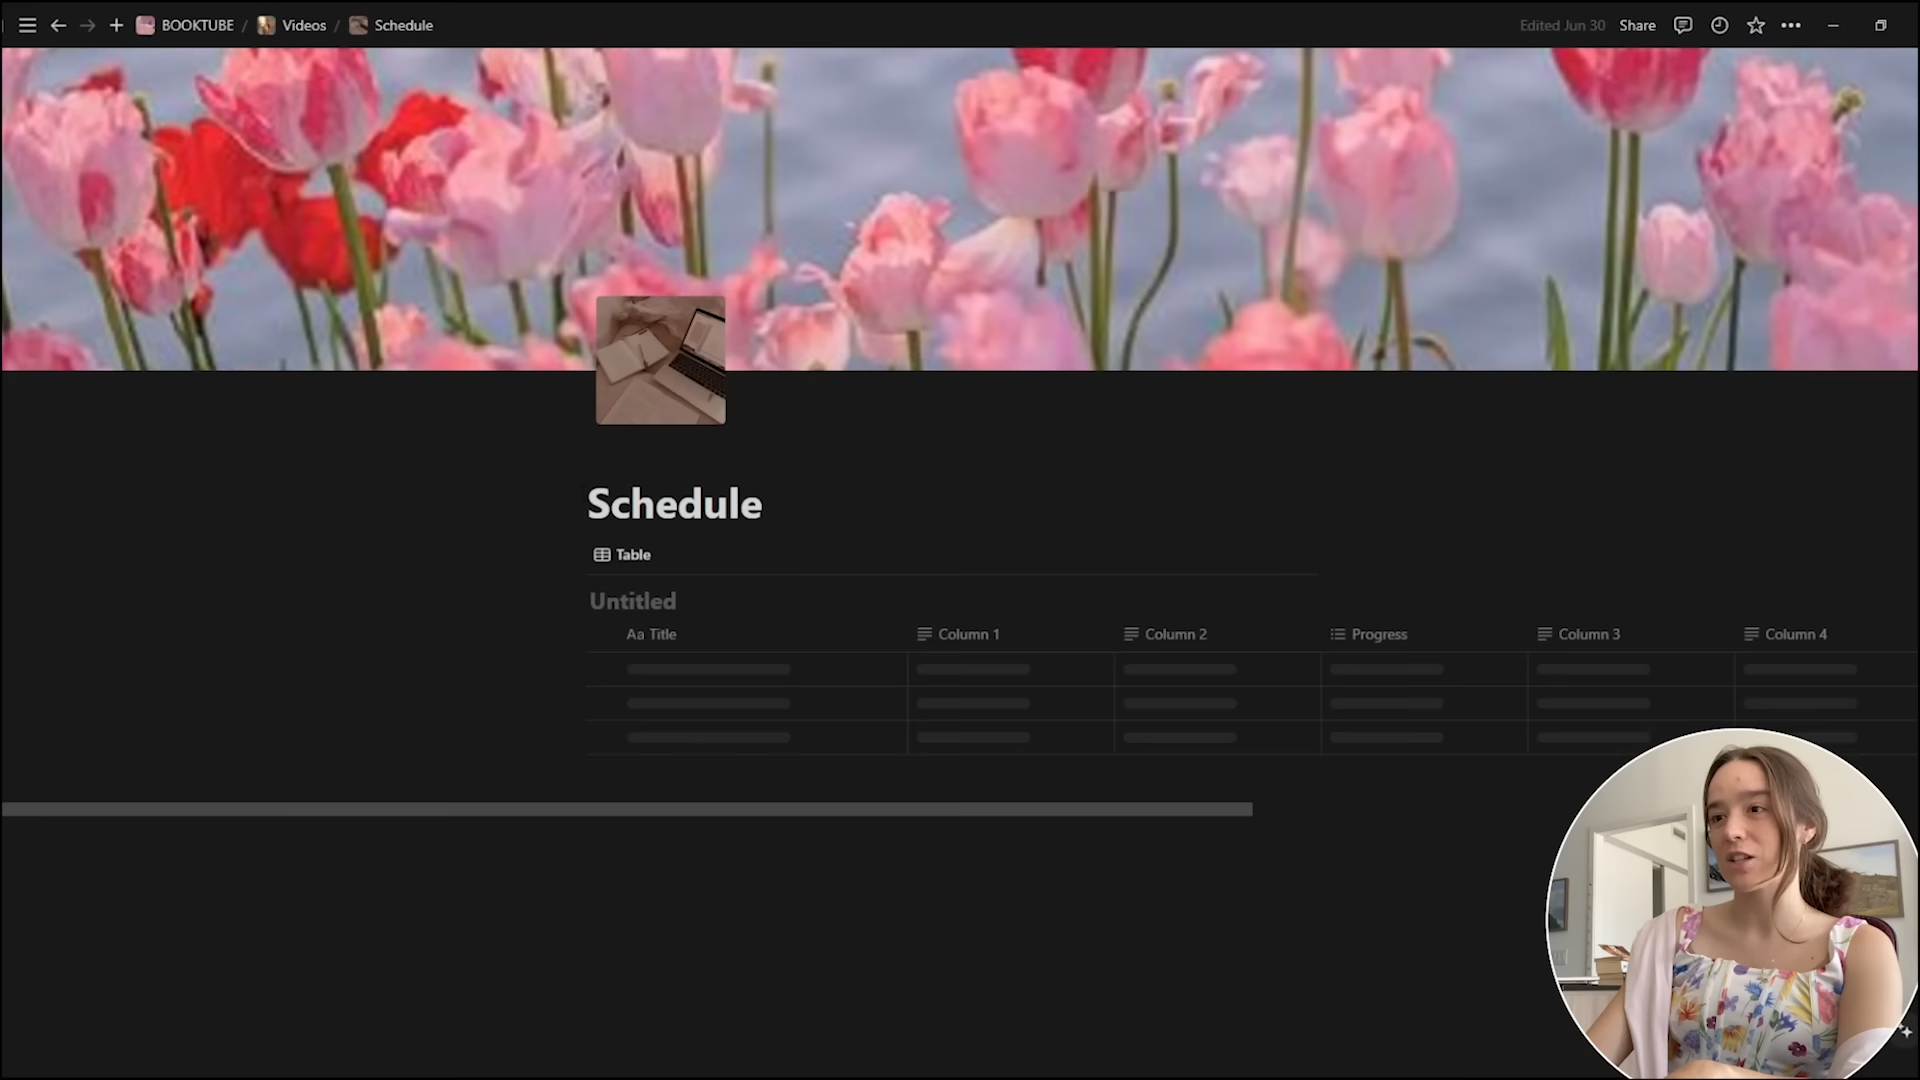 BOOKTUBE / Videos / Schedule
Edited Jun 30 Share
Schedule
Table
Untitled
Aa Title Column 1 Column 2 Progress Column 3 Column 4